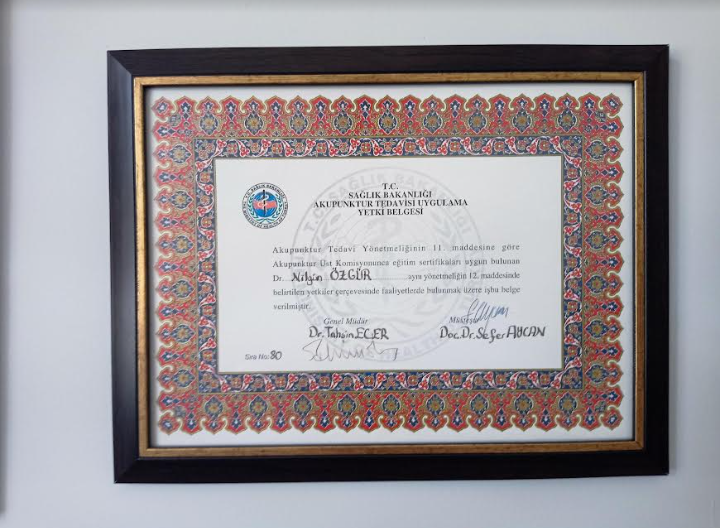 T.C.
SAĞLIK BAKANLIĞI
AKUPUNKTUR TEDAVİSİ UYGULAMA
YETKİ BELGESİ
Akupunktur Tedavi Yönetmeliğinin 11. maddesine göre
Akupunktur Üst Komisyonunca eğitim sertifikaları uygun bulunan
Dr. Nilgün ÖZGÜR aynı yönetmeliğin 12. maddesinde
belirtilen yetkiler çerçevesinde faaliyetlerde bulunmak üzere işbu belge
verilmiştir.
Genel Müdür
Dr. Tahsin ECER Doç. Dr. Sefer AYCAN
Sıra No: 80